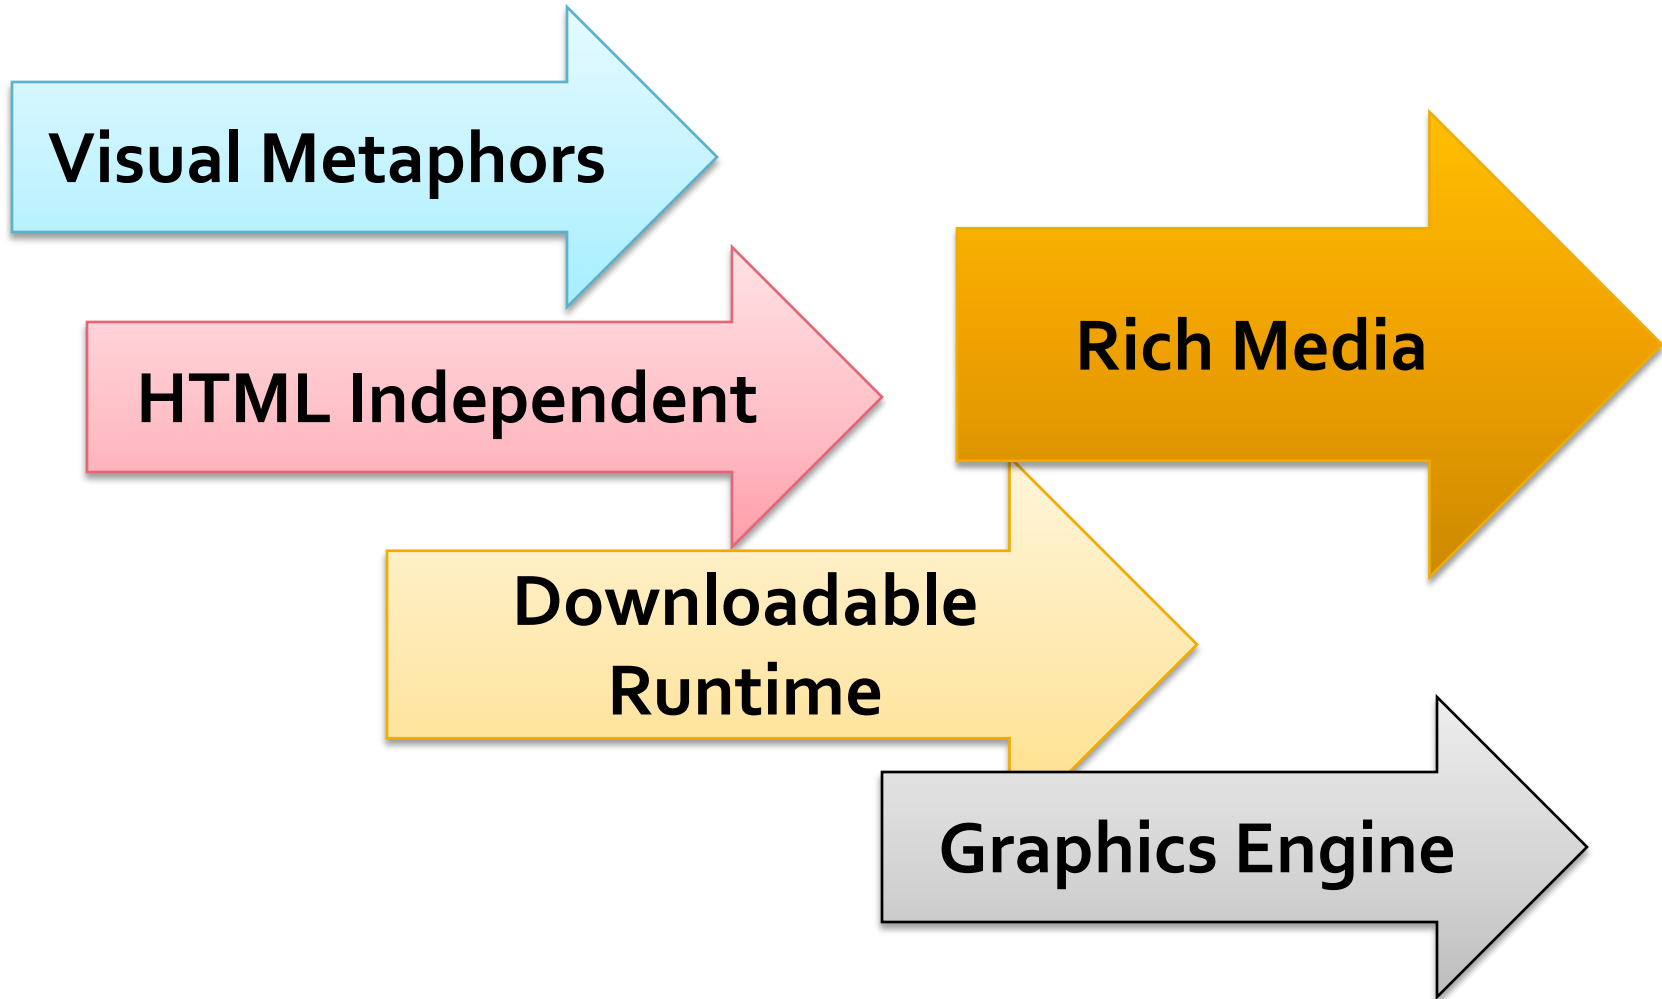 Visual Metaphors
HTML Independent
Rich Media
Downloadable
Runtime
Graphics Engine